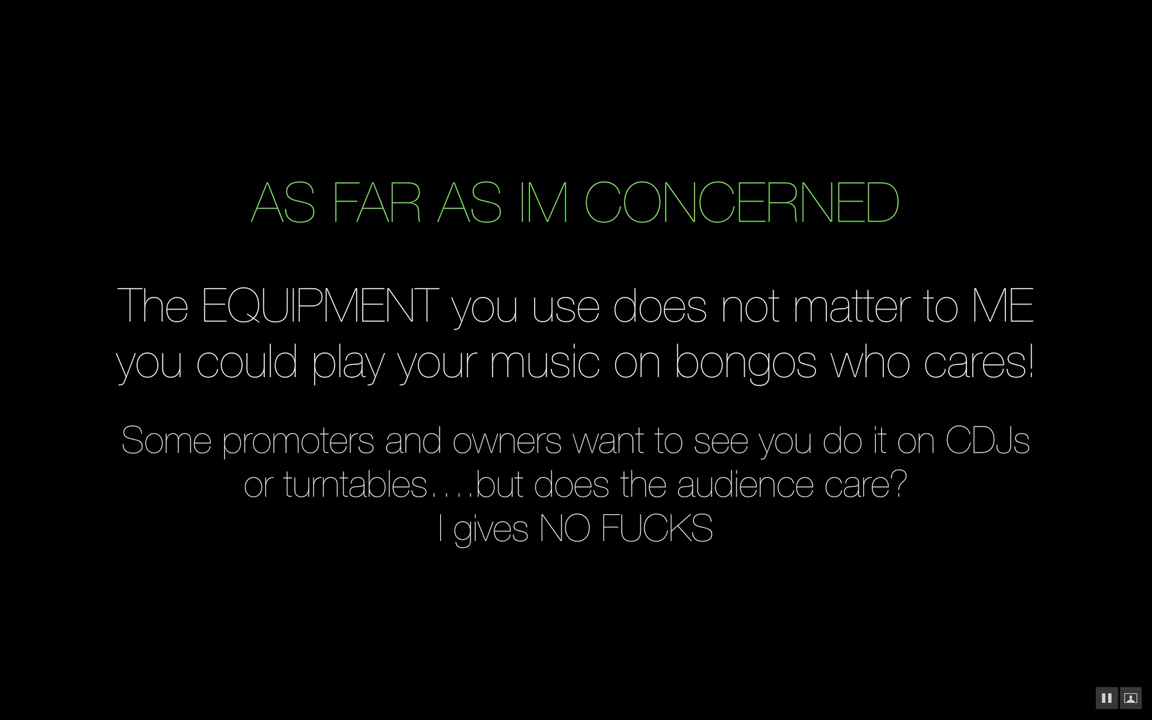 AS FAR AS IM CONCERNED
The EQUIPMENT you use does not matter to ME
you could play your music on bongos who cares!
Some promoters and owners want to see you do it on CDJs
or turntables….but does the audience care?
I gives NO FUCKS